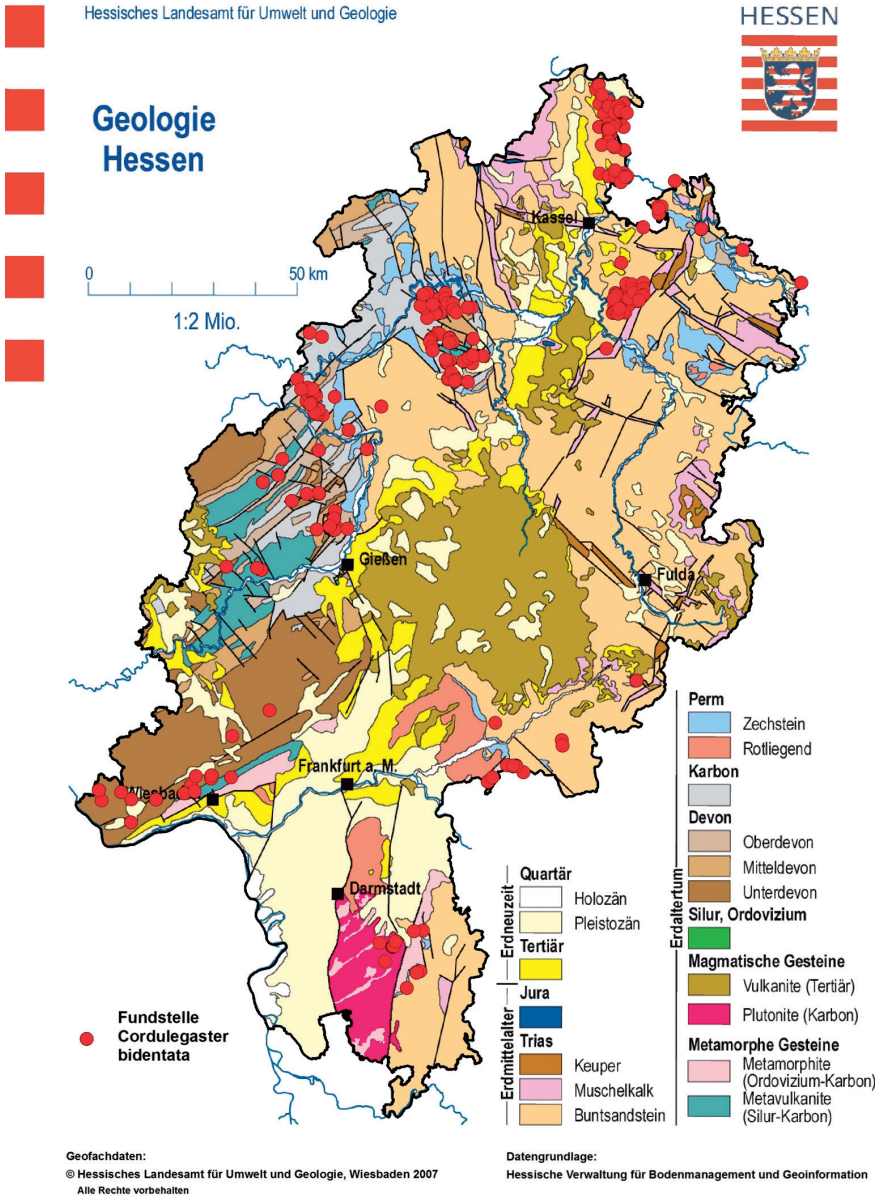 Hessisches Landesamt für Umwelt und Geologie
HESSEN
Geologie
Hessen
0
50 km
1:2 Mio.
Kassel
Gießen
Fulda
Frankfurt a. M.
Wiesba
Darmstadt
Fundstelle
Cordulegaster
bidentata
Erdneuzeit
Quartär
Holozän
Pleistozän
Tertiär
Erdmittelalter
Jura
Trias
Keuper
Muschelkalk
Buntsandstein
Erdaltertum
Perm
Zechstein
Rotliegend
Karbon
Devon
Oberdevon
Mitteldevon
Unterdevon
Silur, Ordovizium
Magmatische Gesteine
Vulkanite (Tertiär)
Plutonite (Karbon)
Metamorphe Gesteine
Metamorphite
(Ordovizium-Karbon)
Metavulkanite
(Silur-Karbon)
Geofachdaten:
© Hessisches Landesamt für Umwelt und Geologie, Wiesbaden 2007
Alle Rechte vorbehalten
Datengrundlage:
Hessische Verwaltung für Bodenmanagement und Geoinformation